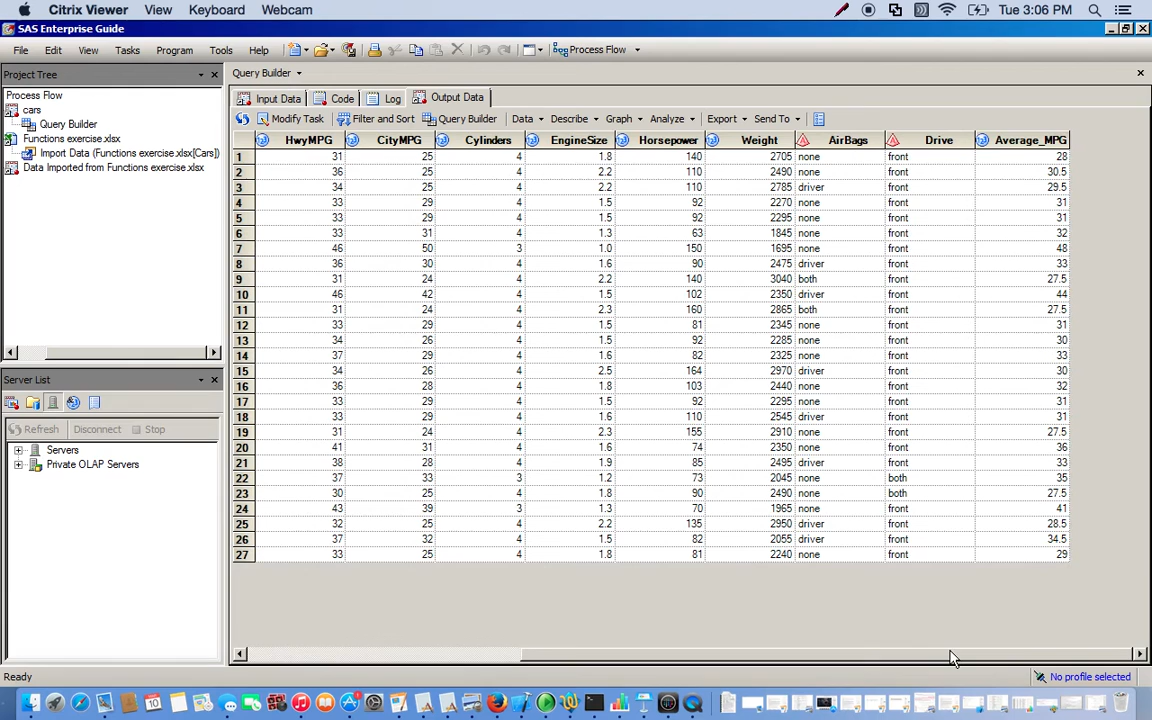 Citrix Viewer View Keyboard Webcam Tue 3:06 PM
SAS Enterprise Guide
File Edit View Tasks Program Tools Help Process Flow
Project Tree
Process Flow
cars
Query Builder
Functions exercise.xlsx
Import Data (Functions exercise.xlsx[Cars])
Data Imported from Functions exercise.xlsx
Server List
Refresh Disconnect Stop
Servers
Private OLAP Servers
Query Builder
Input Data Code Log Output Data
Modify Task Filter and Sort Query Builder Data Describe Graph Analyze Export Send To
HwyMPG CityMPG Cylinders EngineSize Horsepower Weight AirBags Drive Average_MPG
1 31 25 4 1.8 140 2705 none front 28
2 36 25 4 2.2 110 2490 none front 30.5
3 34 25 4 2.2 110 2785 driver front 29.5
4 33 29 4 1.5 92 2270 none front 31
5 33 29 4 1.5 92 2295 none front 31
6 33 31 4 1.3 63 1845 none front 32
7 46 50 3 1.0 150 1695 none front 48
8 36 30 4 1.6 90 2475 driver front 33
9 31 24 4 2.2 140 3040 both front 27.5
10 46 42 4 1.5 102 2350 driver front 44
11 31 24 4 2.3 160 2865 both front 27.5
12 33 29 4 1.5 81 2345 none front 31
13 34 26 4 1.5 92 2285 none front 30
14 37 29 4 1.6 82 2325 none front 33
15 34 26 4 2.5 164 2970 driver front 30
16 36 28 4 1.8 103 2440 none front 32
17 33 29 4 1.5 92 2295 none front 31
18 33 29 4 1.6 110 2545 driver front 31
19 31 24 4 2.3 155 2910 none front 27.5
20 41 31 4 1.6 74 2350 none front 36
21 38 28 4 1.9 85 2495 driver front 33
22 37 33 3 1.2 73 2045 none both 35
23 30 25 4 1.8 90 2490 none both 27.5
24 43 39 3 1.3 70 1965 none front 41
25 32 25 4 2.2 135 2950 driver front 28.5
26 37 32 4 1.5 82 2055 driver front 34.5
27 33 25 4 1.8 81 2240 none front 29
Ready No profile selected
10